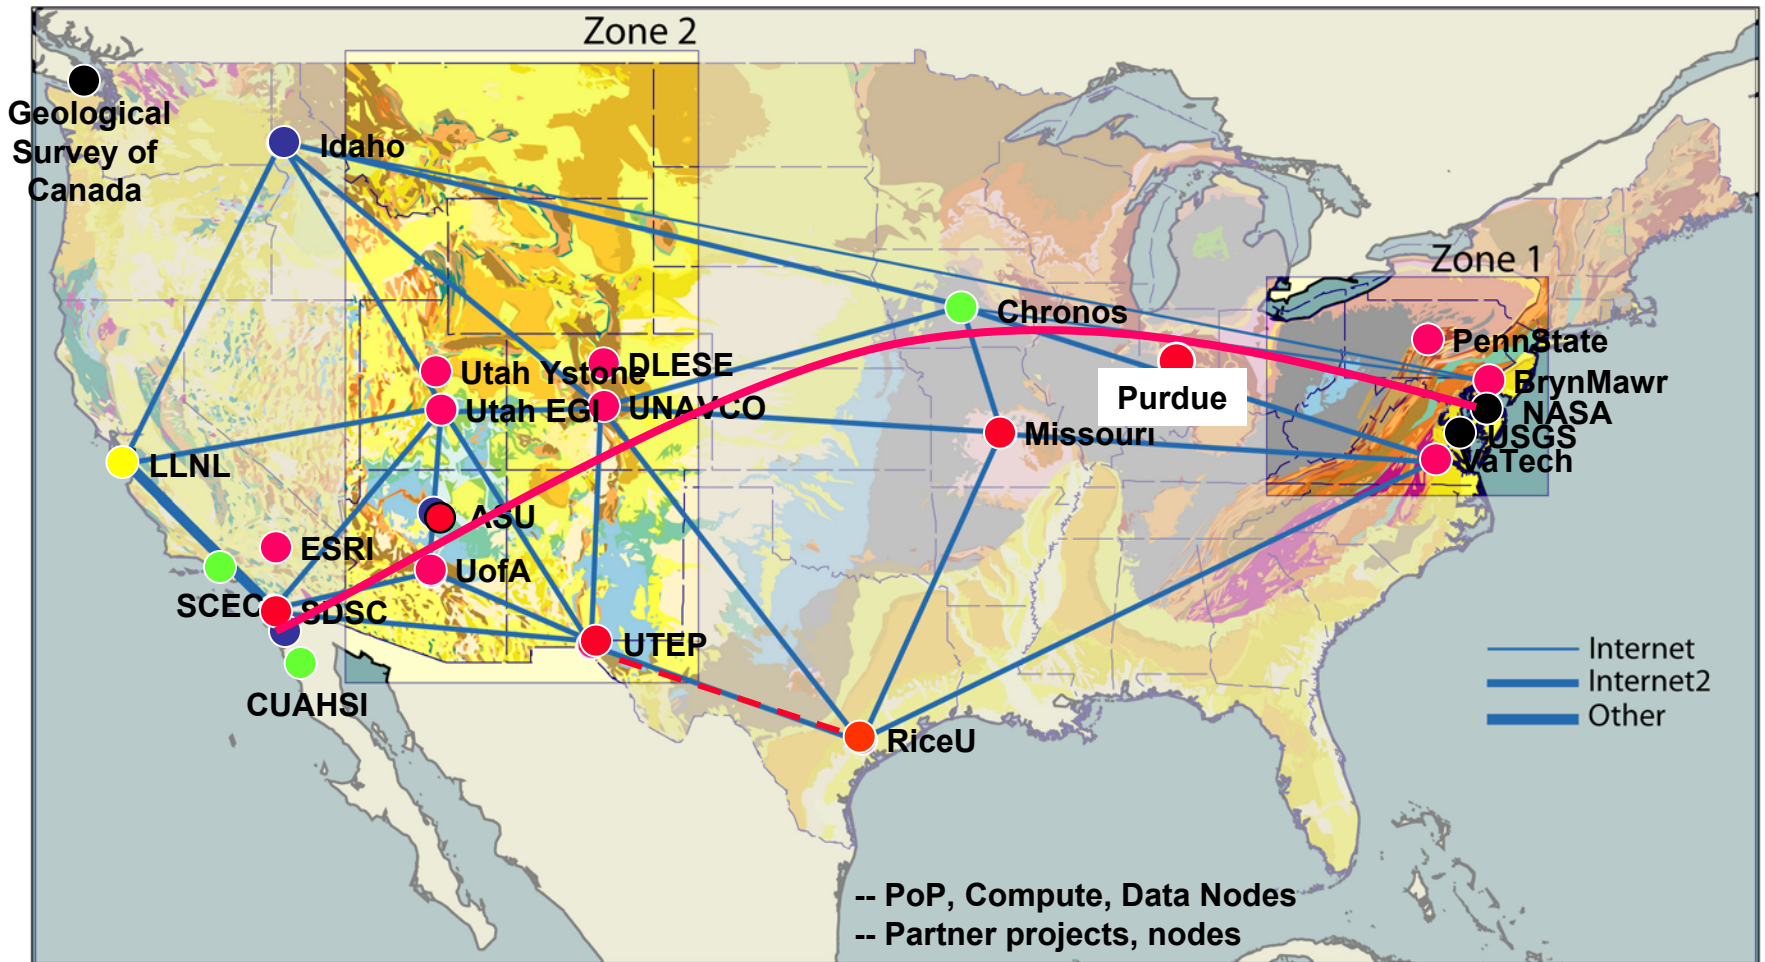 Zone 2
Geological
Survey of
Canada
Idaho
Zone 1
Chronos
PennState
DLESE
Utah Ystone
BrynMawr
Purdue
Utah EGI
UNAVCO
NASA
Missouri
USGS
VaTech
LLNL
ASU
ESRI
UofA
SCEC
SDSC
UTEP
CUAHSI
RiceU
Internet
Internet2
Other
-- PoP, Compute, Data Nodes
-- Partner projects, nodes